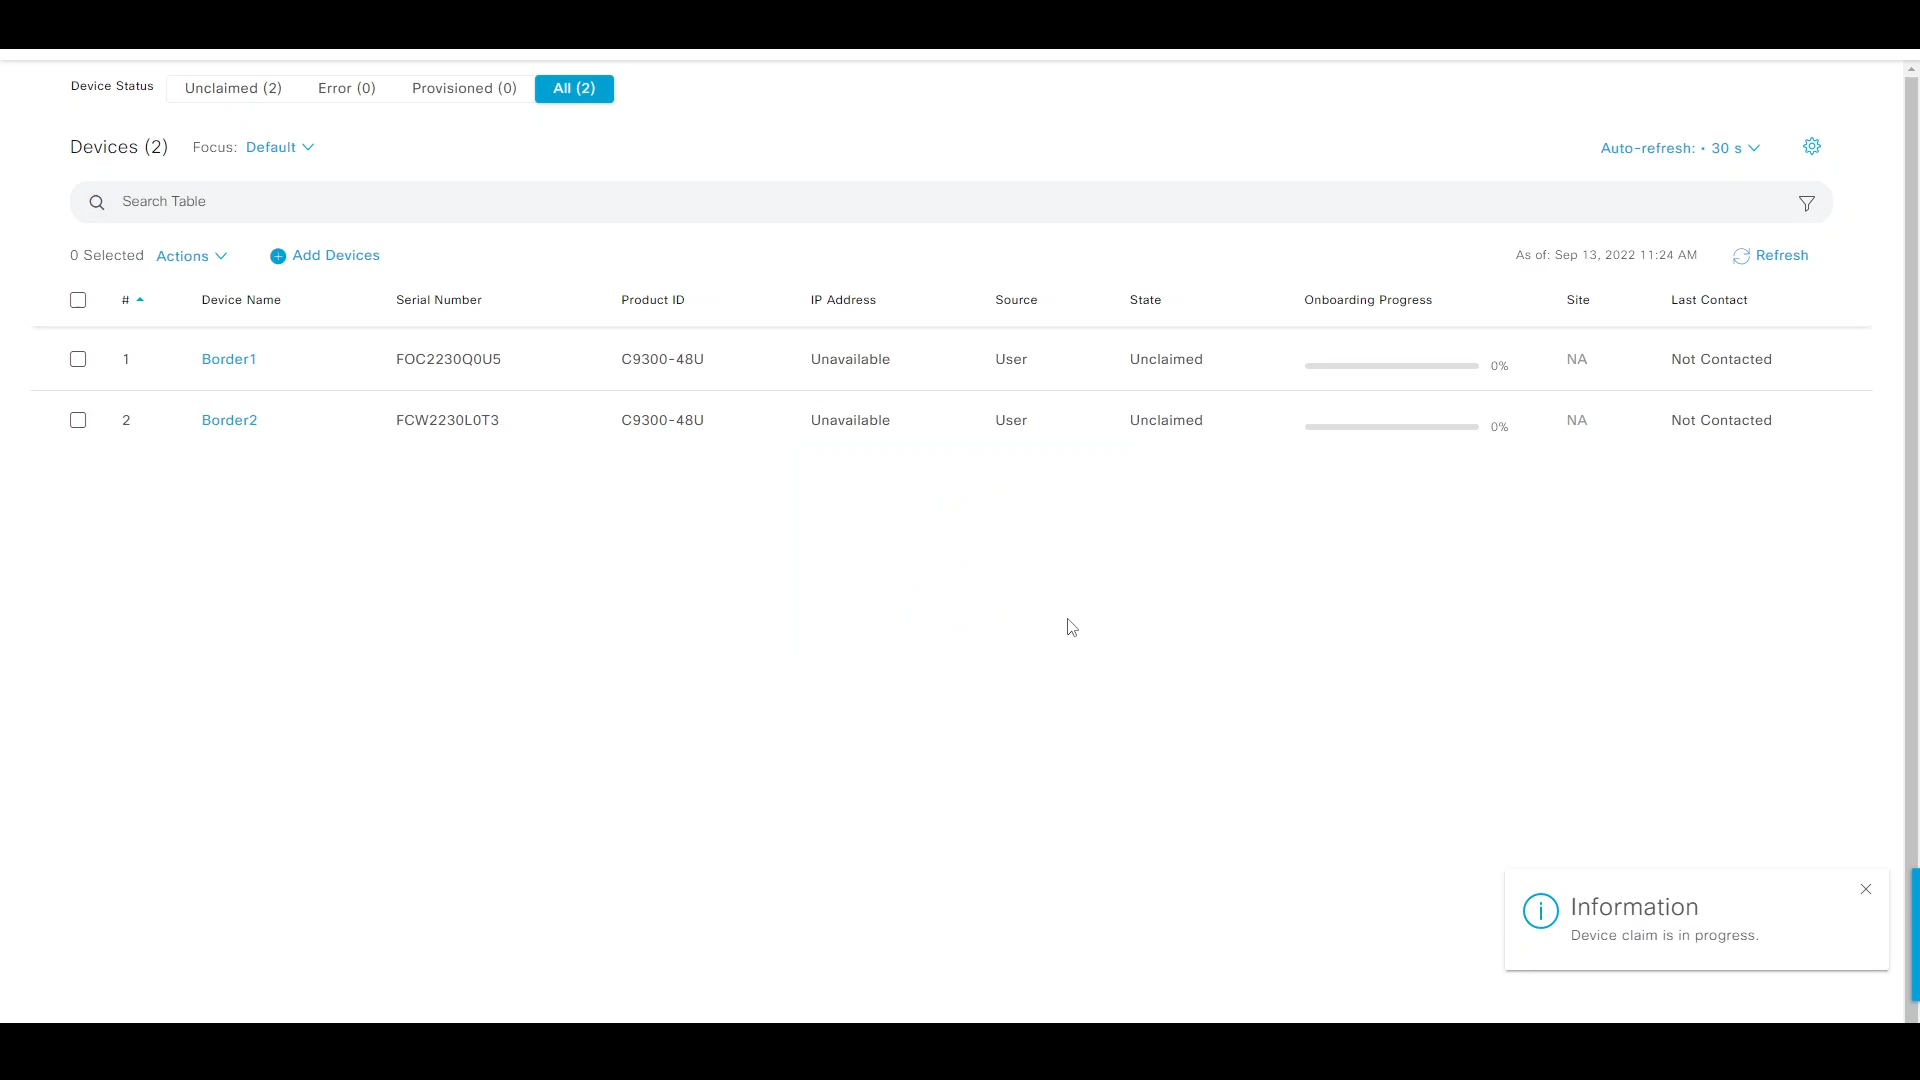 Device Status Unclaimed (2) Error (0) Provisioned (0) All (2)
Devices (2) Focus: Default Auto-refresh: • 30 s
Search Table
0 Selected Actions Add Devices As of: Sep 13, 2022 11:24 AM Refresh
# Device Name Serial Number Product ID IP Address Source State Onboarding Progress Site Last Contact
1 Border1 FOC2230Q0U5 C9300-48U Unavailable User Unclaimed 0% NA Not Contacted
2 Border2 FCW2230L0T3 C9300-48U Unavailable User Unclaimed 0% NA Not Contacted
Information
Device claim is in progress.